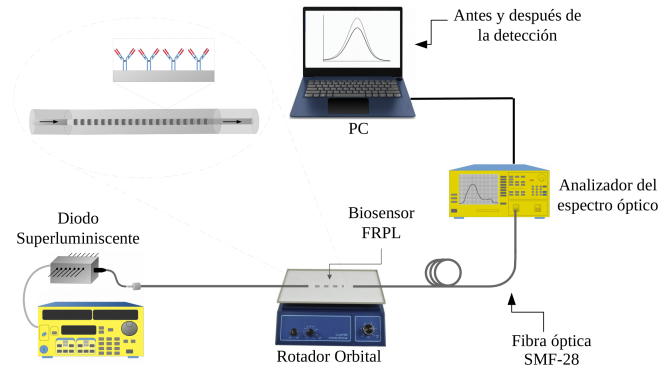 Antes y después de
la detección
PC
Analizador del
espectro óptico
Biosensor
FRPL
Diodo
Superluminiscente
Rotador Orbital
Fibra óptica
SMF-28